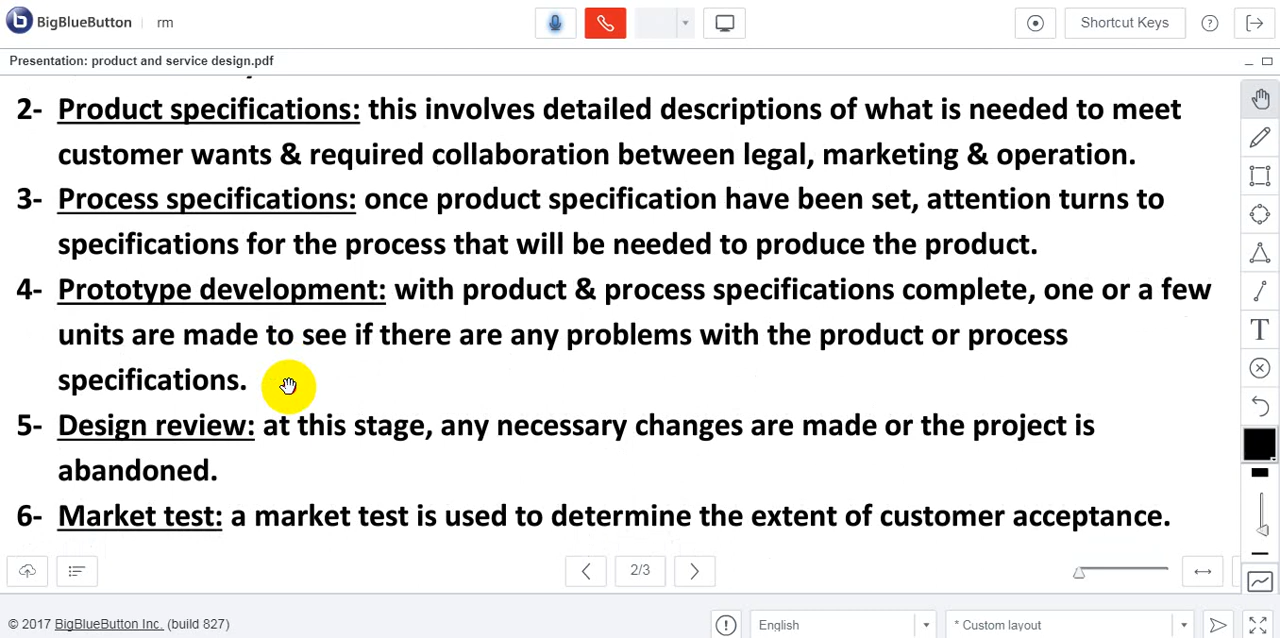 BigBlueButton rm
Shortcut Keys
Presentation: product and service design.pdf
2- Product specifications: this involves detailed descriptions of what is needed to meet
customer wants & required collaboration between legal, marketing & operation.
3- Process specifications: once product specification have been set, attention turns to
specifications for the process that will be needed to produce the product.
4- Prototype development: with product & process specifications complete, one or a few
units are made to see if there are any problems with the product or process
specifications.
5- Design review: at this stage, any necessary changes are made or the project is
abandoned.
6- Market test: a market test is used to determine the extent of customer acceptance.
2/3
© 2017 BigBlueButton Inc. (build 827)
English
* Custom layout